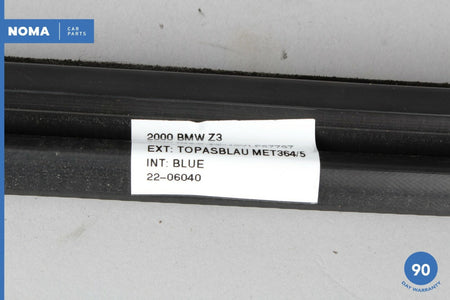 NOMA
CAR
PARTS
2000 BMW Z3
EXT: TOPASBLAU MET364/5
INT: BLUE
22-06040
90
DAY WARRANTY